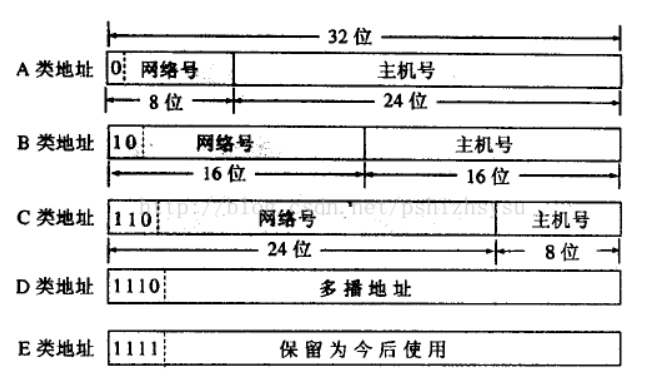 32 位
A 类地址 0 网络号 主机号
8 位 24 位
B 类地址 10 网络号 主机号
16 位 16 位
http://blog.csdn.net/pshizhsysu
C 类地址 110 网络号 主机号
24 位 8 位
D 类地址 1110 多播地址
E 类地址 1111 保留为今后使用